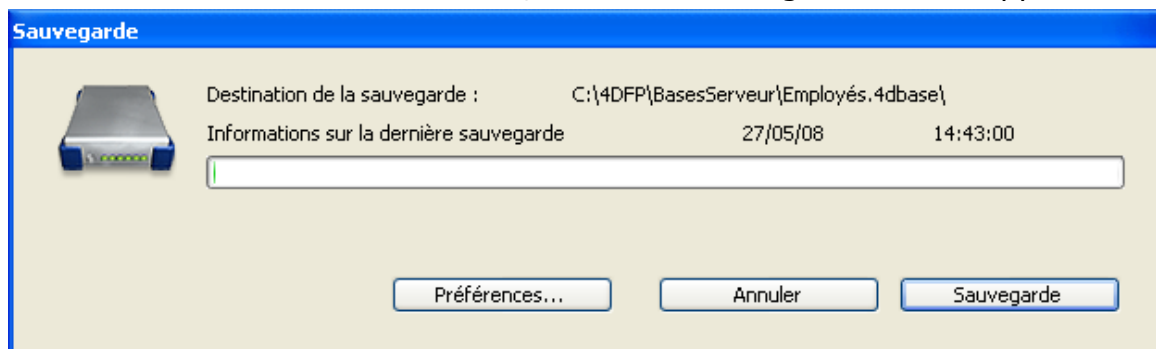 Sauvegarde
Destination de la sauvegarde : C:\4DFP\BasesServeur\Employés.4dbase\
Informations sur la dernière sauvegarde 27/05/08 14:43:00
Préférences... Annuler Sauvegarde